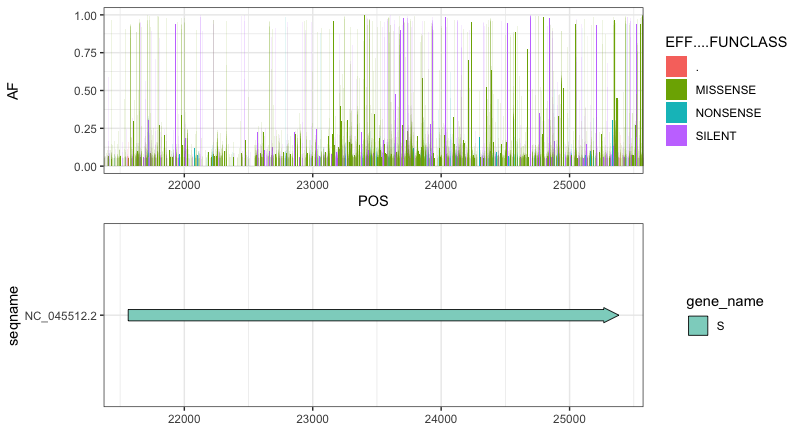 1.00
0.75
0.50
0.25
0.00
AF
22000 23000 24000 25000
POS
EFF....FUNCLASS
.
MISSENSE
NONSENSE
SILENT
seqname
NC_045512.2
22000 23000 24000 25000
gene_name
S